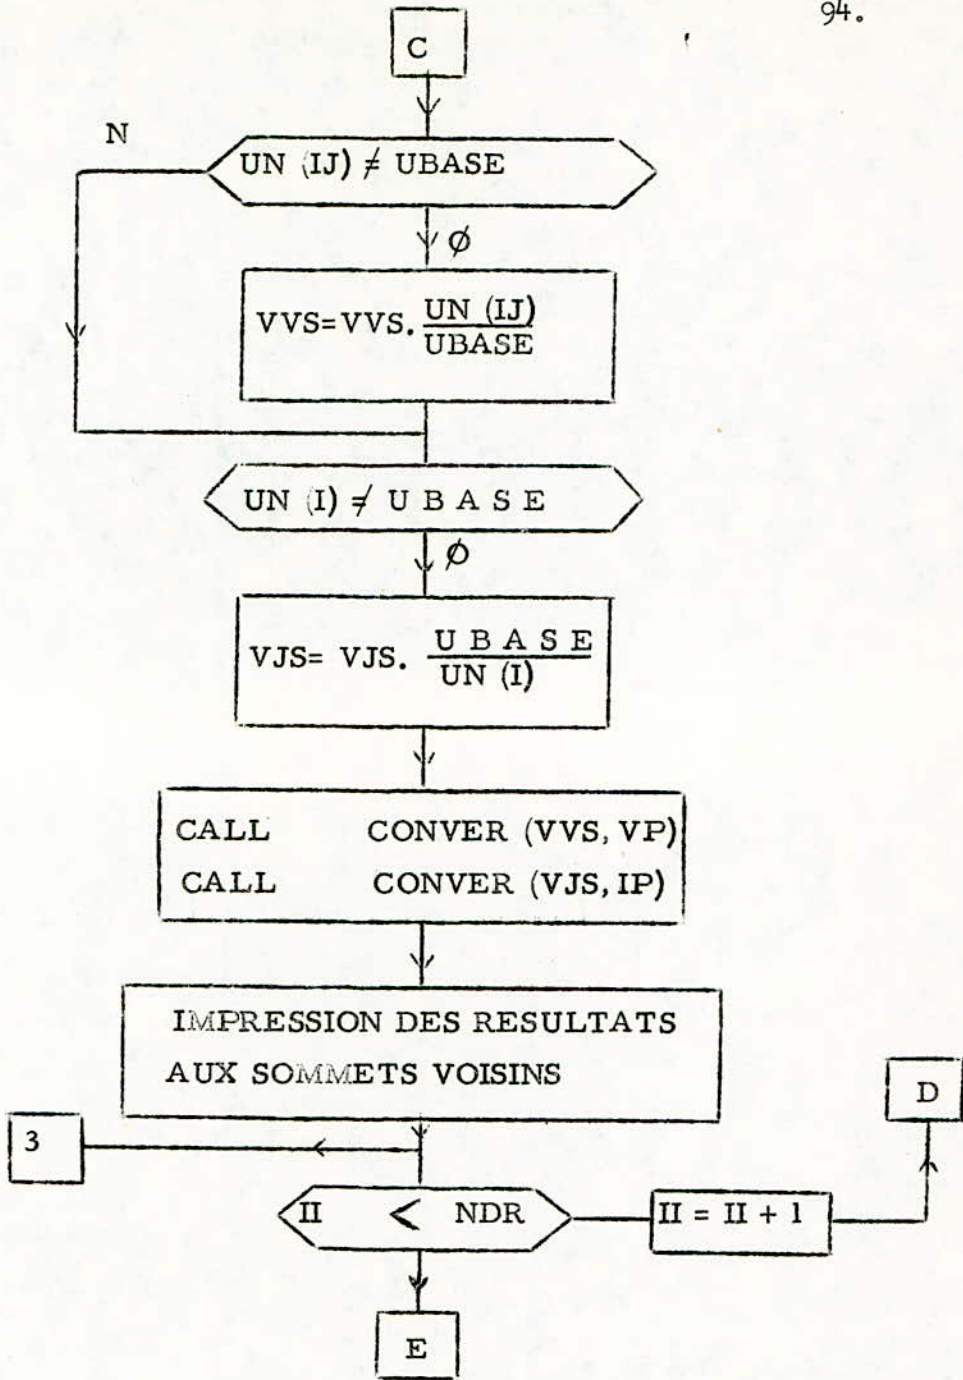 94.
C
N
UN (IJ) ≠ UBASE
Ø
VVS=VVS. UN (IJ)
UBASE
UN (I) ≠ U B A S E
Ø
VJS= VJS. U B A S E
UN (I)
CALL CONVER (VVS, VP)
CALL CONVER (VJS, IP)
IMPRESSION DES RESULTATS
AUX SOMMETS VOISINS
D
3
II < NDR
II = II + 1
E